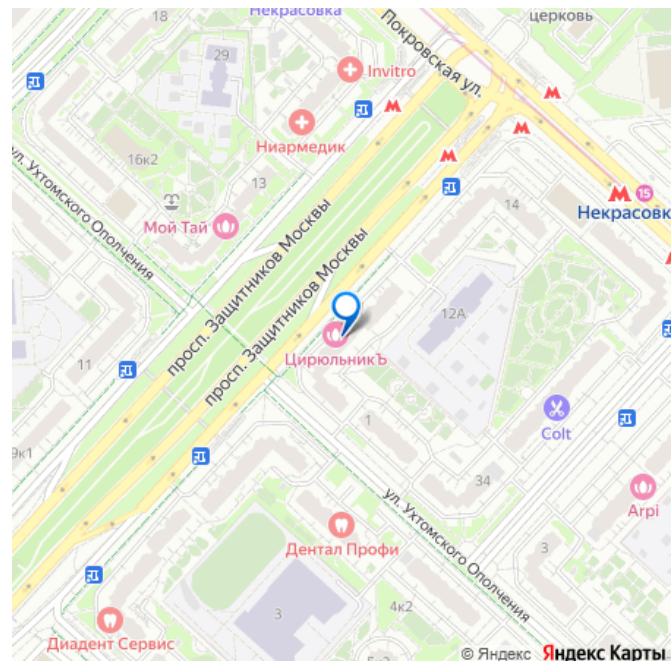 Некрасовка
церковь
18
Покровская ул.
29
Invitro
Ниармедик
16к2
13
ул. Ухтомского Ополчения
Мой Тай
просп. Защитников Москвы
просп. Защитников Москвы
14
15
Некрасовк
12А
ЦирюльникЪ
11
1
Colt
9к1
34
ул. Ухтомского Ополчения
Arpi
Дентал Профи
3
3
4к2
Диадент Сервис
© Яндекс Яндекс Карты